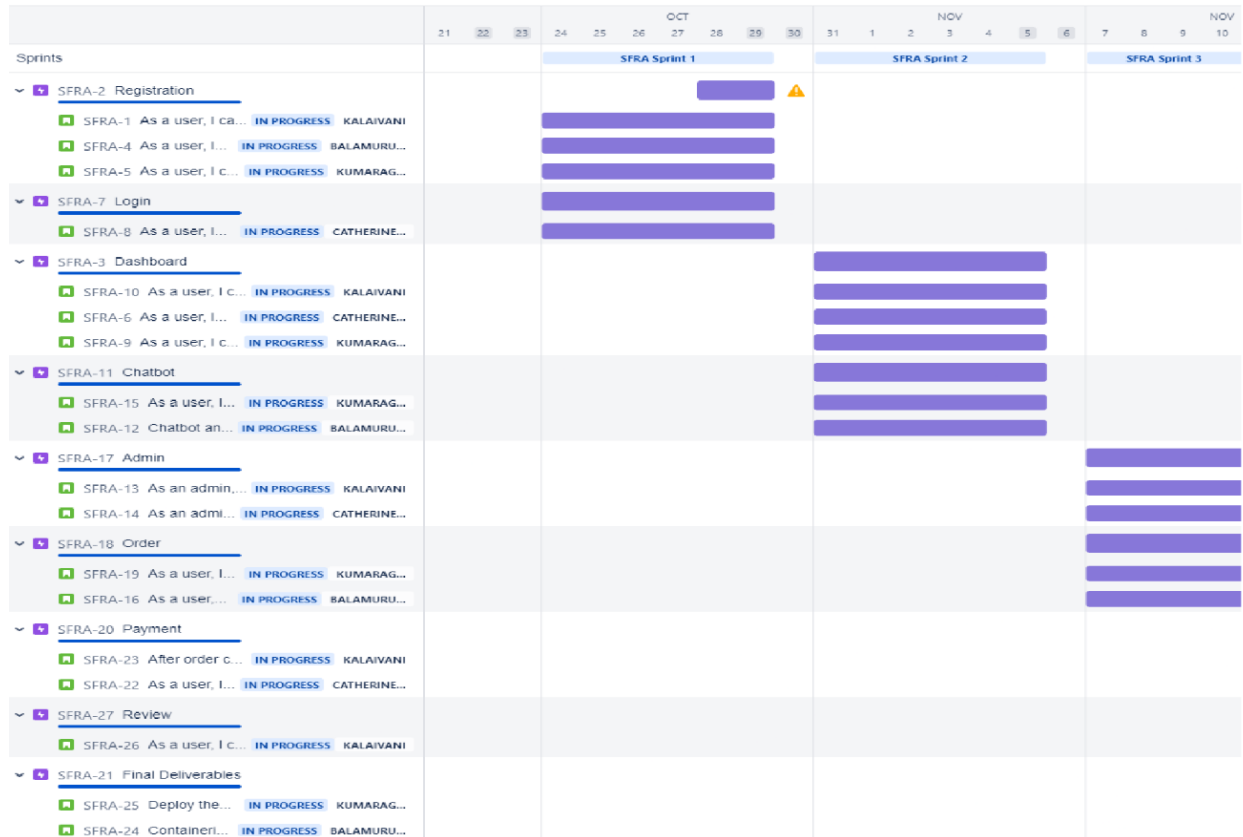 OCT NOV NOV
21 22 23 24 25 26 27 28 29 30 31 1 2 3 4 5 6 7 8 9 10
Sprints SFRA Sprint 1 SFRA Sprint 2 SFRA Sprint 3
SFRA-2 Registration
SFRA-1 As a user, I ca... IN PROGRESS KALAIVANI
SFRA-4 As a user, I... IN PROGRESS BALAMURU...
SFRA-5 As a user, I c... IN PROGRESS KUMARAG...
SFRA-7 Login
SFRA-8 As a user, I... IN PROGRESS CATHERINE...
SFRA-3 Dashboard
SFRA-10 As a user, I c... IN PROGRESS KALAIVANI
SFRA-6 As a user, I... IN PROGRESS CATHERINE...
SFRA-9 As a user, I c... IN PROGRESS KUMARAG...
SFRA-11 Chatbot
SFRA-15 As a user, I... IN PROGRESS KUMARAG...
SFRA-12 Chatbot an... IN PROGRESS BALAMURU...
SFRA-17 Admin
SFRA-13 As an admin,... IN PROGRESS KALAIVANI
SFRA-14 As an admi... IN PROGRESS CATHERINE...
SFRA-18 Order
SFRA-19 As a user, I... IN PROGRESS KUMARAG...
SFRA-16 As a user,... IN PROGRESS BALAMURU...
SFRA-20 Payment
SFRA-23 After order c... IN PROGRESS KALAIVANI
SFRA-22 As a user, I... IN PROGRESS CATHERINE...
SFRA-27 Review
SFRA-26 As a user, I c... IN PROGRESS KALAIVANI
SFRA-21 Final Deliverables
SFRA-25 Deploy the... IN PROGRESS KUMARAG...
SFRA-24 Containeri... IN PROGRESS BALAMURU...